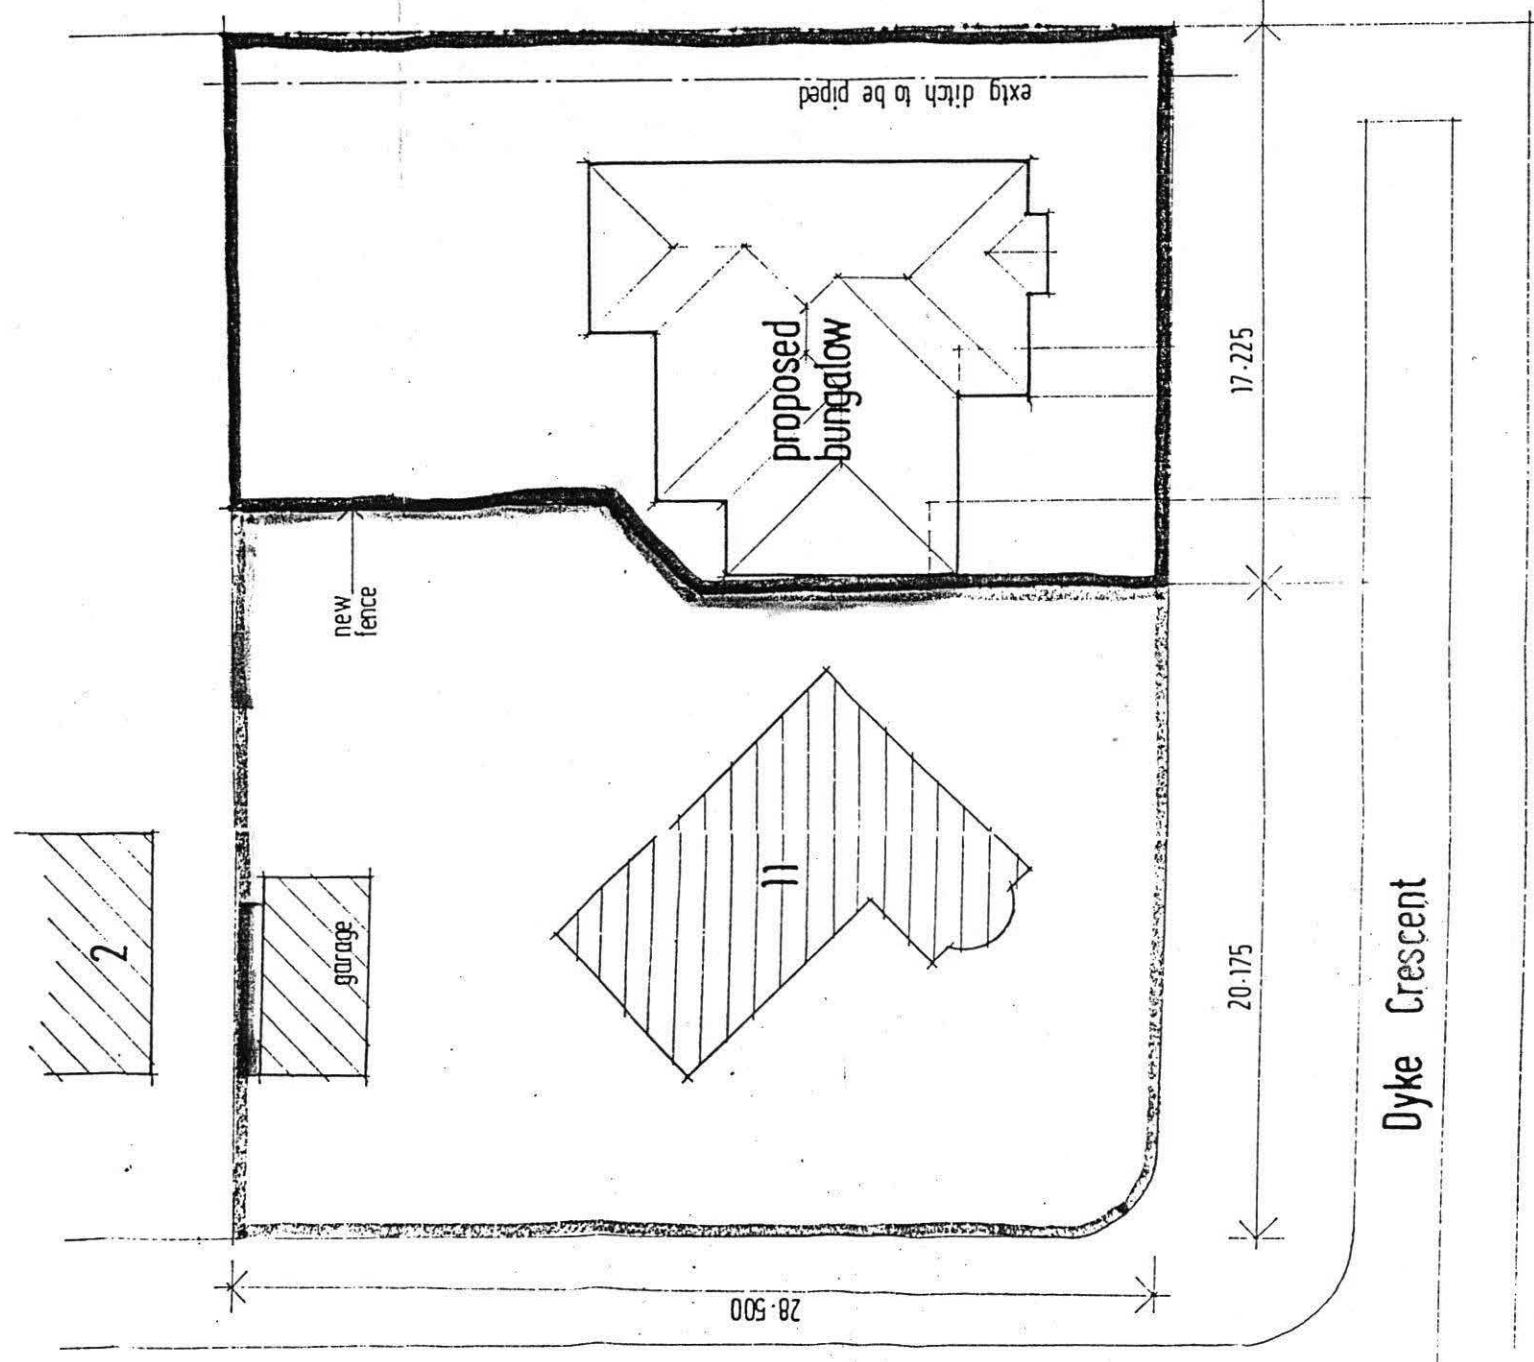 extg ditch to be piped
proposed
bungalow
17·225
new
fence
2
garage
11
20·175
Dyke Crescent
28·500